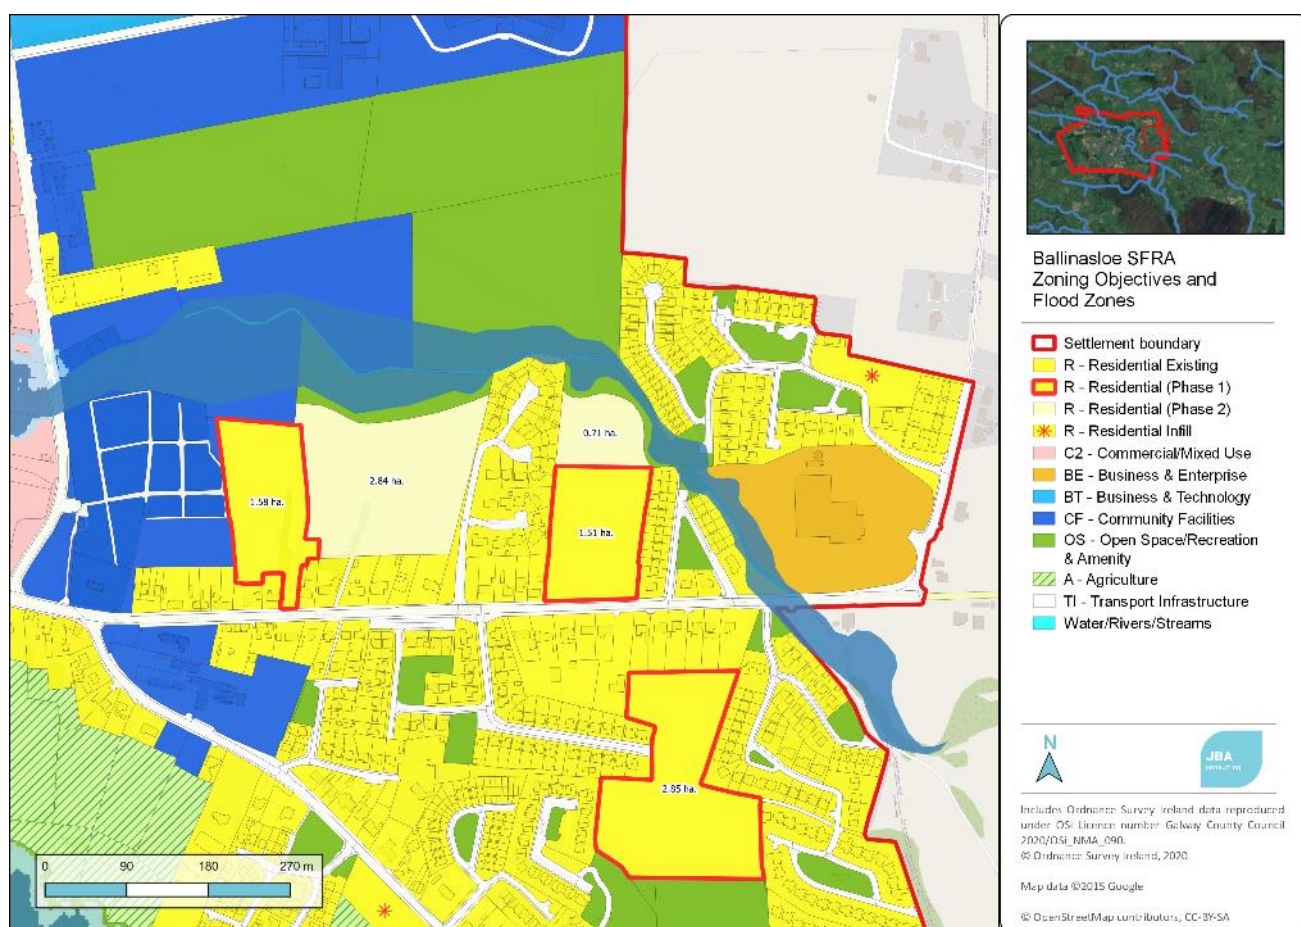 Ballinasloe SFRA
Zoning Objectives and
Flood Zones
Settlement boundary
R - Residential Existing
R - Residential (Phase 1)
R - Residential (Phase 2)
R - Residential Infill
C2 - Commercial/Mixed Use
BE - Business & Enterprise
BT - Business & Technology
CF - Community Facilities
OS - Open Space/Recreation
& Amenity
A - Agriculture
TI - Transport Infrastructure
Water/Rivers/Streams
0.71 ha.
2.84 ha.
1.58 ha.
1.51 ha.
2.85 ha.
0 90 180 270 m
N
JBA
consulting
Includes Ordnance Survey Ireland data reproduced
under OSi Licence number Galway County Council
2020/OSi_NMA_090.
© Ordnance Survey Ireland, 2020.
Map data ©2015 Google
© OpenStreetMap contributors, CC-BY-SA